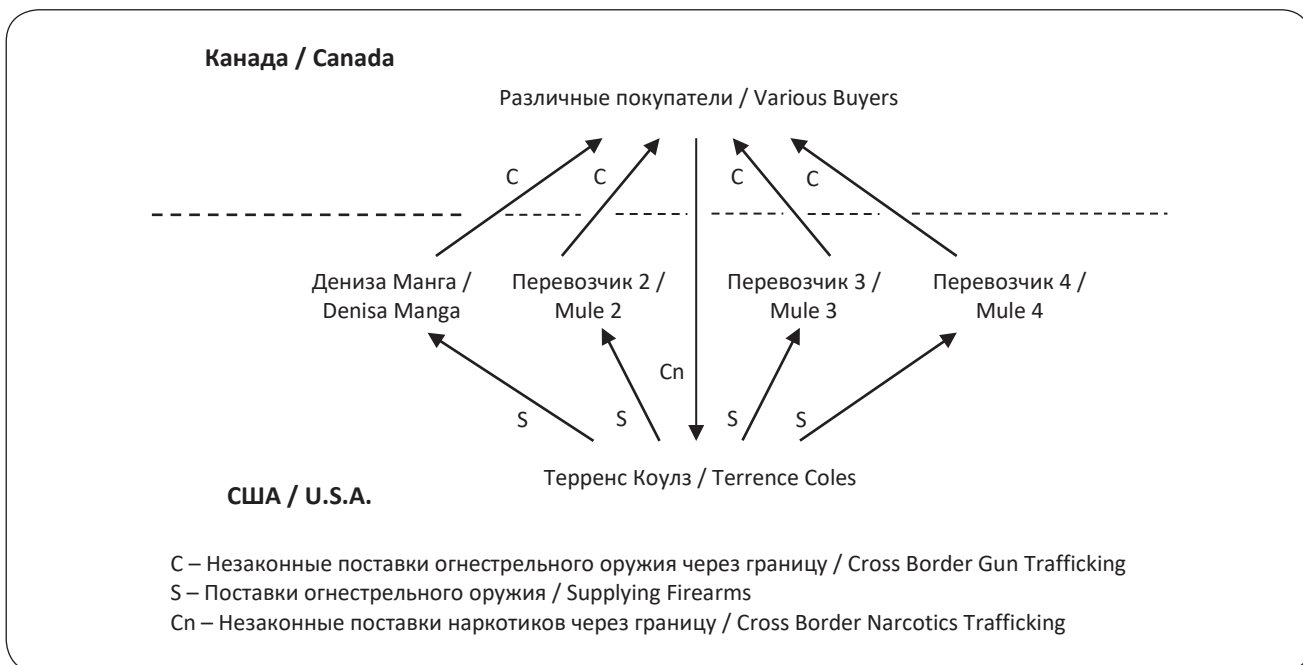 Канада / Canada
Различные покупатели / Various Buyers
C
C
C
C
Дениза Манга /
Denisa Manga
Перевозчик 2 /
Mule 2
Перевозчик 3 /
Mule 3
Перевозчик 4 /
Mule 4
Cn
S
S
S
S
Терренс Коулз / Terrence Coles
США / U.S.A.
C – Незаконные поставки огнестрельного оружия через границу / Cross Border Gun Trafficking
S – Поставки огнестрельного оружия / Supplying Firearms
Cn – Незаконные поставки наркотиков через границу / Cross Border Narcotics Trafficking